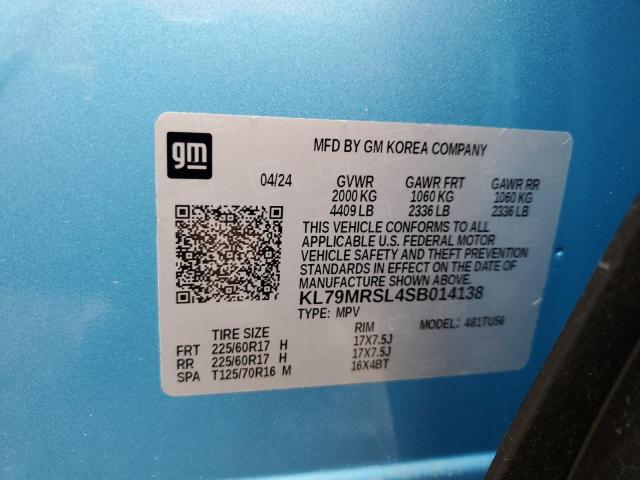 gm
MFD BY GM KOREA COMPANY
04/24 GVWR GAWR FRT GAWR RR
2000 KG 1060 KG 1060 KG
4409 LB 2336 LB 2336 LB
THIS VEHICLE CONFORMS TO ALL
APPLICABLE U.S. FEDERAL MOTOR
VEHICLE SAFETY AND THEFT PREVENTION
STANDARDS IN EFFECT ON THE DATE OF
MANUFACTURE SHOWN ABOVE.
KL79MRSL4SB014138
TYPE: MPV MODEL: 481TU56
TIRE SIZE RIM
FRT 225/60R17 H 17X7.5J
RR 225/60R17 H 17X7.5J
SPA T125/70R16 M 16X4BT